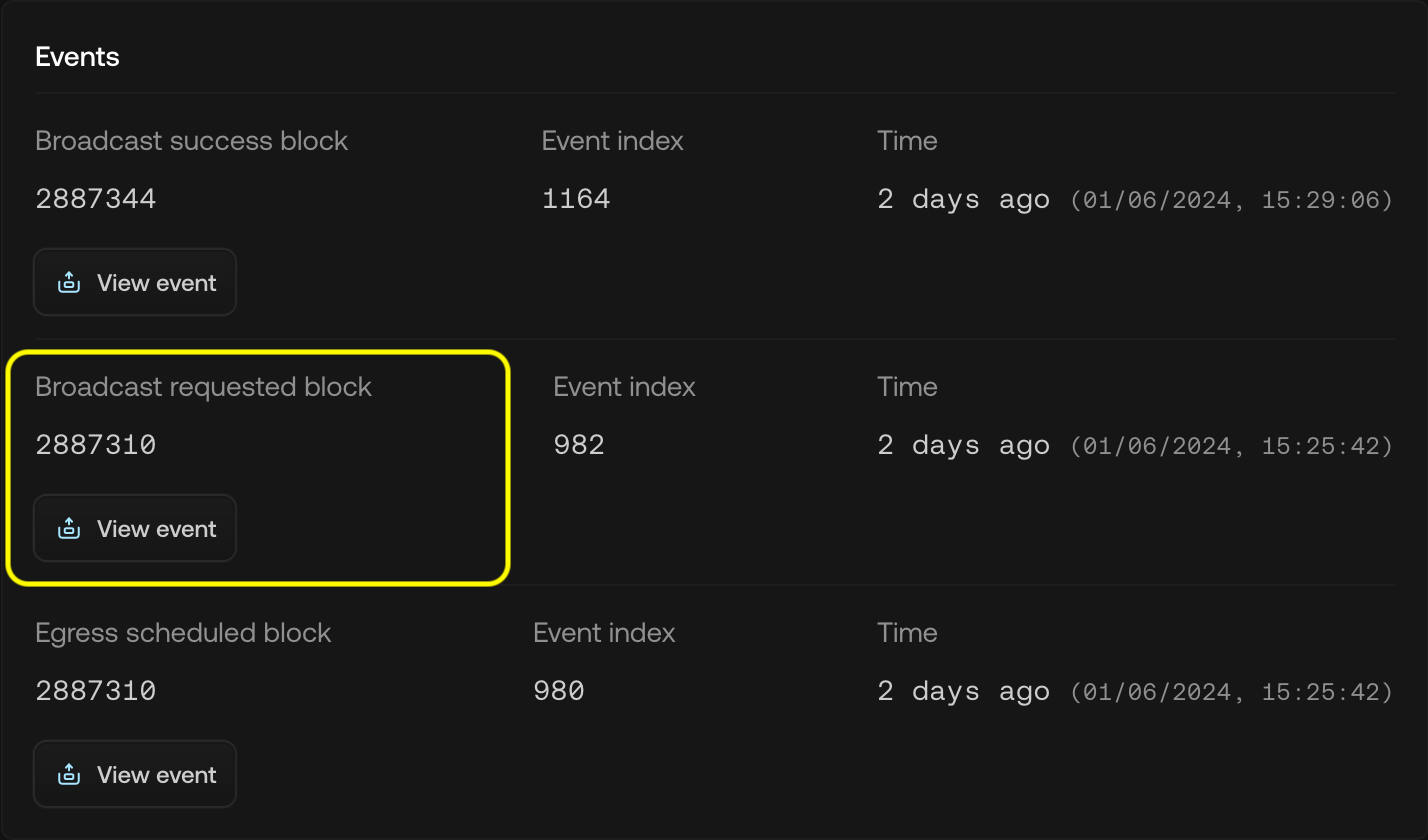 Events
Broadcast success block Event index Time
2887344 1164 2 days ago (01/06/2024, 15:29:06)
View event
Broadcast requested block Event index Time
2887310 982 2 days ago (01/06/2024, 15:25:42)
View event
Egress scheduled block Event index Time
2887310 980 2 days ago (01/06/2024, 15:25:42)
View event